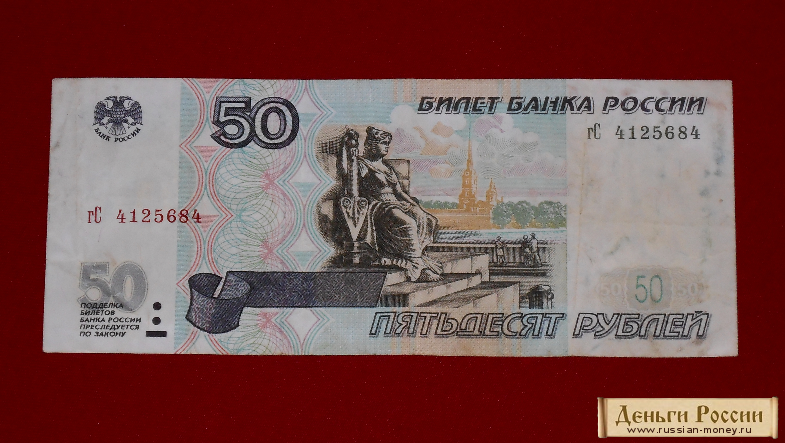 БАНК РОССИИ
50
БИЛЕТ БАНКА РОССИИ
гС 4125684
гС 4125684
50
ПОДДЕЛКА
БИЛЕТОВ
БАНКА РОССИИ
ПРЕСЛЕДУЕТСЯ
ПО ЗАКОНУ
50 50 50
ПЯТЬДЕСЯТ РУБЛЕЙ
Деньги России
www.russian-money.ru